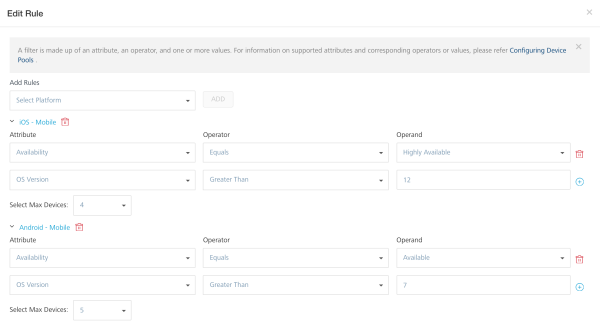 Edit Rule
A filter is made up of an attribute, an operator, and one or more values. For information on supported attributes and corresponding operators or values, please refer Configuring Device
Pools .
Add Rules
Select Platform ADD
iOS - Mobile
Attribute Operator Operand
Availability Equals Highly Available
OS Version Greater Than 12
Select Max Devices: 4
Android - Mobile
Attribute Operator Operand
Availability Equals Available
OS Version Greater Than 7
Select Max Devices: 5